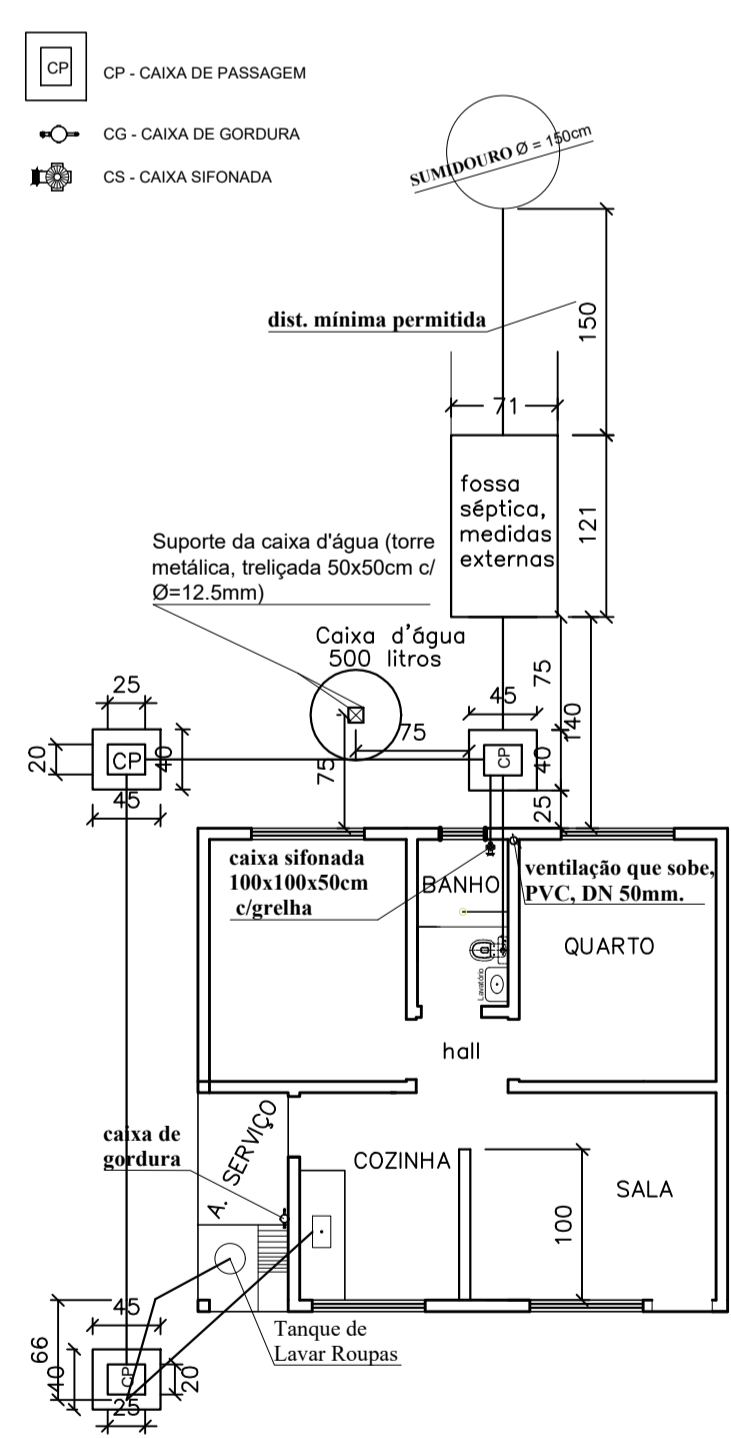 CP
CP - CAIXA DE PASSAGEM
CG - CAIXA DE GORDURA
CS - CAIXA SIFONADA
SUMIDOURO Ø = 150cm
dist. mínima permitida
150
71
fossa
séptica,
medidas
externas
121
Suporte da caixa d'água (torre
metálica, treliçada 50x50cm c/
Ø=12.5mm)
Caixa d'água
500 litros
25
45
75
140
20
CP
40
45
75
75
CP
40
25
caixa sifonada
100x100x50cm
c/grelha
BANHO
ventilação que sobe,
PVC, DN 50mm.
QUARTO
Lavatório
hall
caixa de
gordura
A. SERVIÇO
COZINHA
SALA
100
45
66
40
CP
20
25
Tanque de
Lavar Roupas